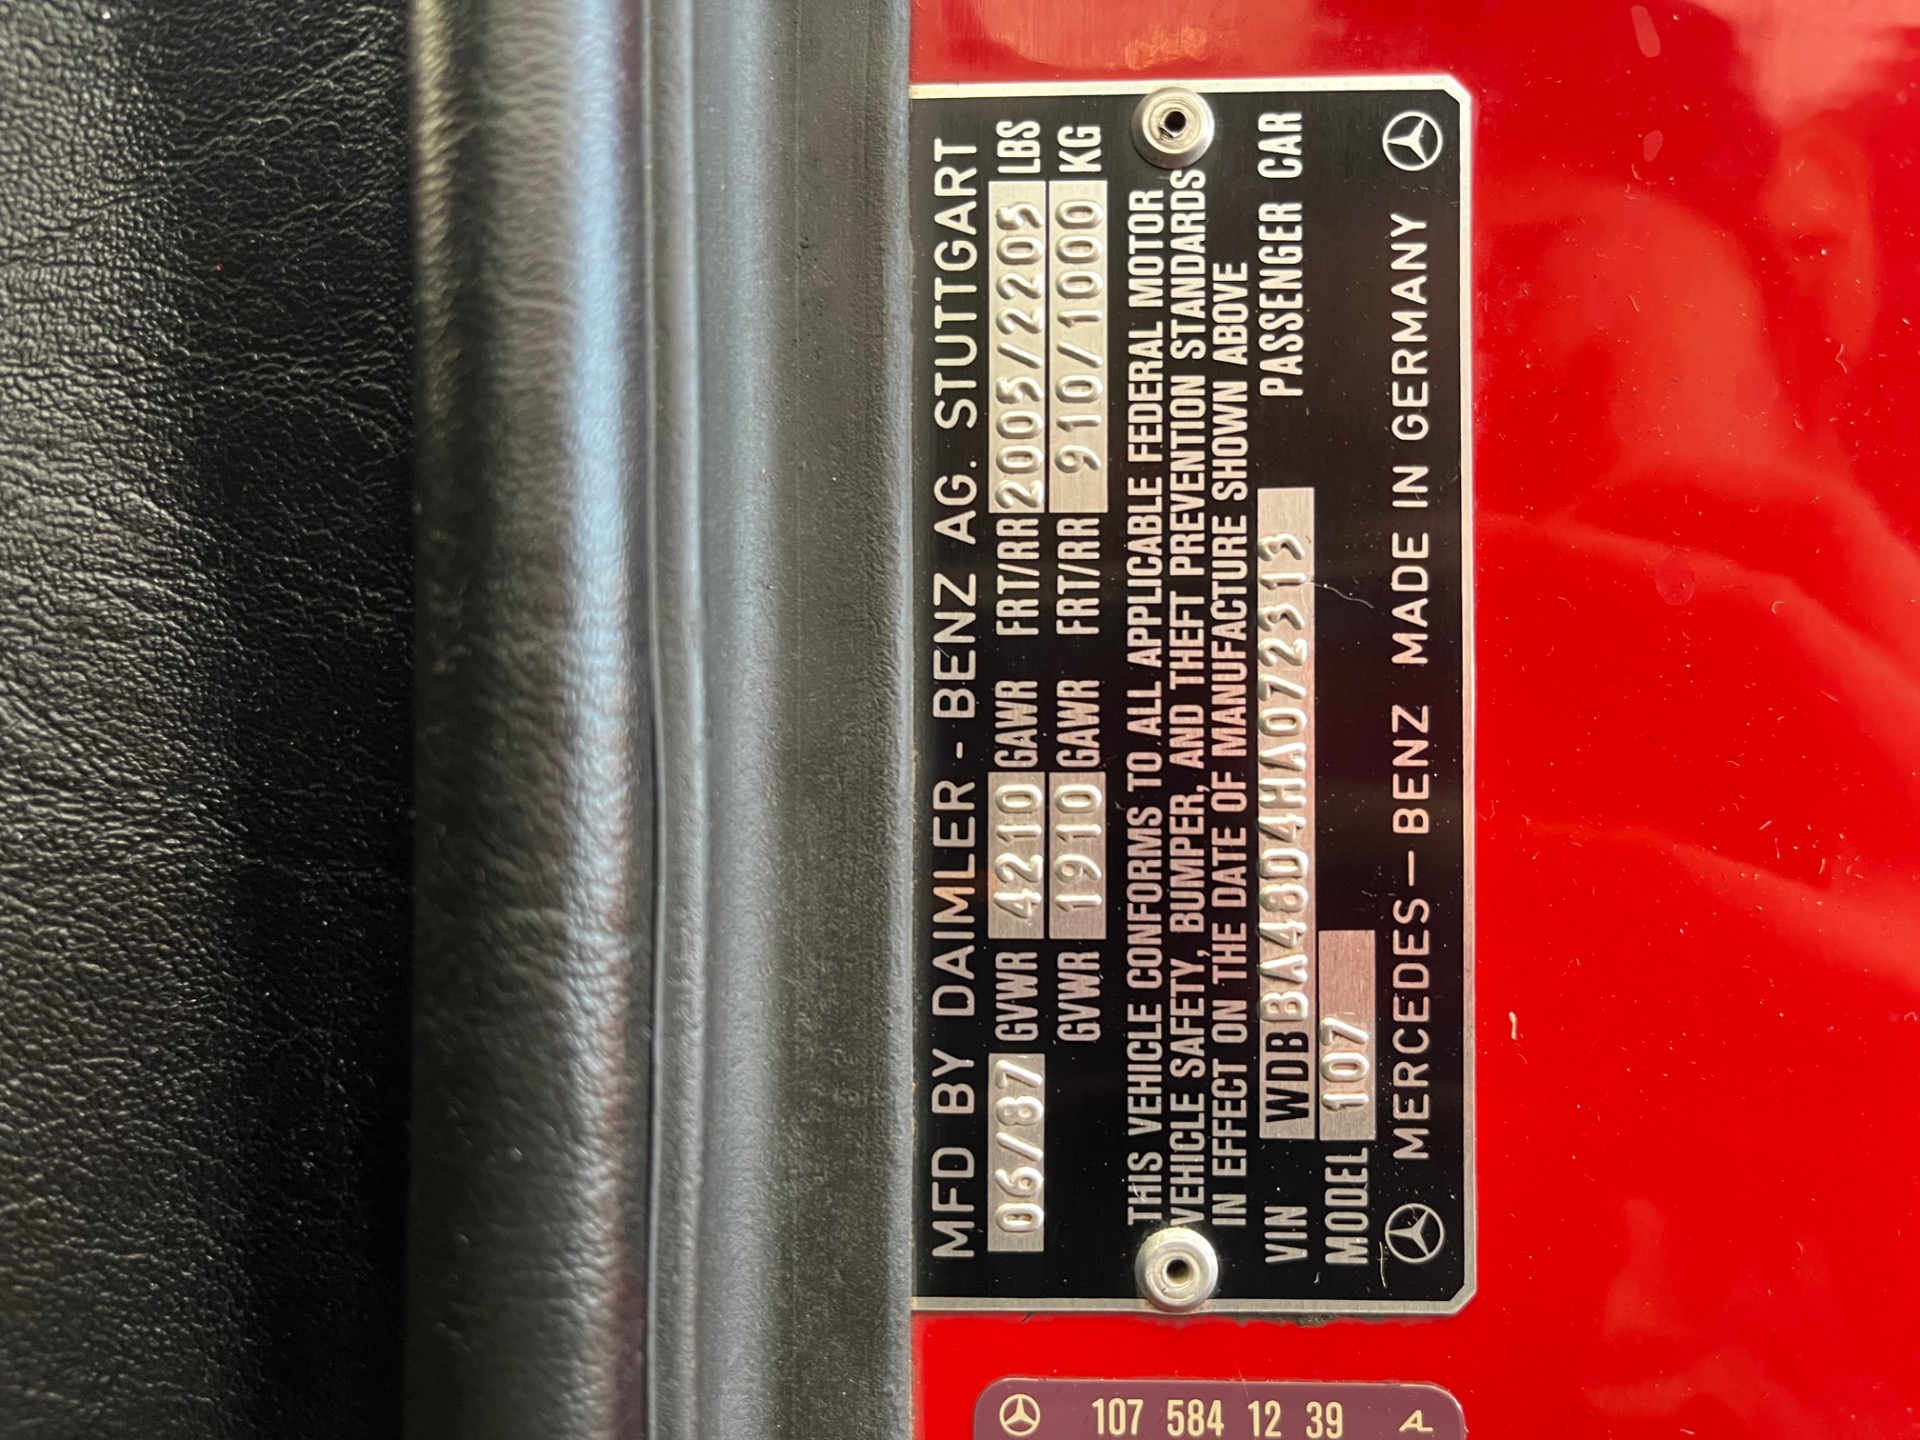 MFD BY DAIMLER-BENZ AG. STUTTGART
06/87 GVWR 4210 GAWR FRT/RR 2005/2205 LBS
GVWR 1910 GAWR FRT/RR 910/1000 KG
THIS VEHICLE CONFORMS TO ALL APPLICABLE FEDERAL MOTOR
VEHICLE SAFETY, BUMPER, AND THEFT PREVENTION STANDARDS
IN EFFECT ON THE DATE OF MANUFACTURE SHOWN ABOVE
VIN WDBBA48D4HA072313 PASSENGER CAR
MODEL 107
MERCEDES-BENZ MADE IN GERMANY
107 584 12 39 A